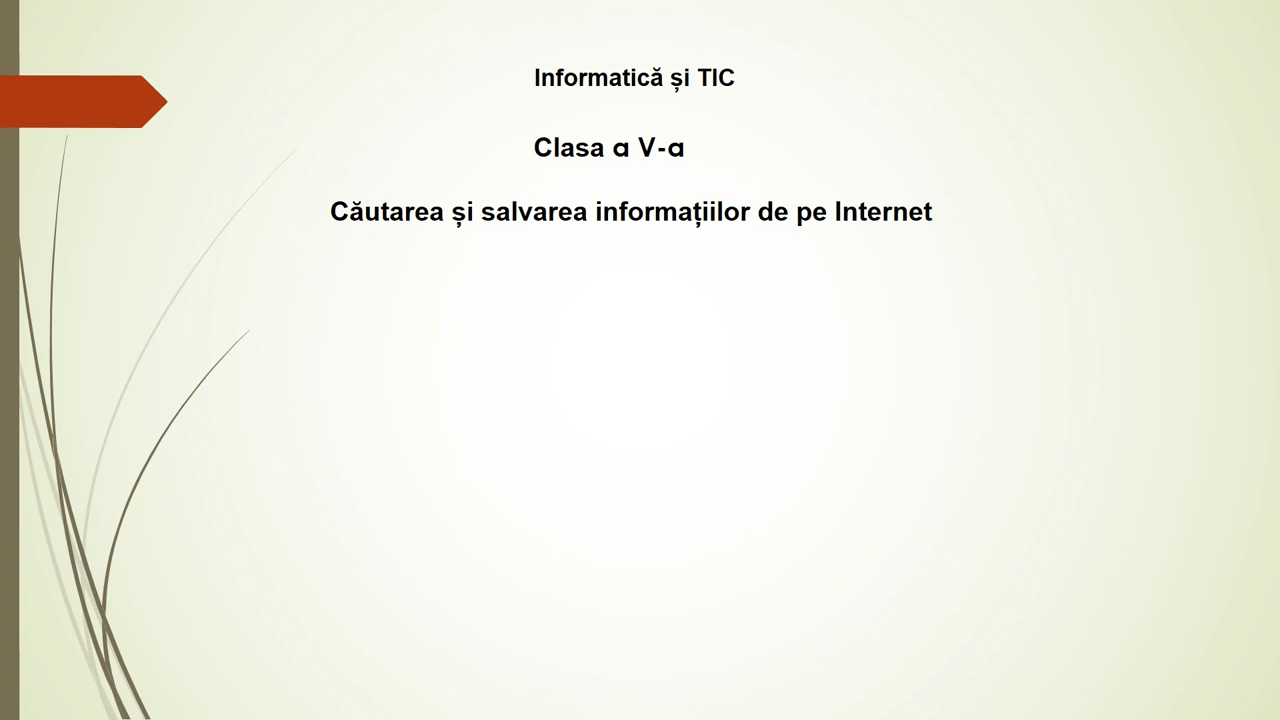 Informatică și TIC
Clasa a V-a
Căutarea și salvarea informațiilor de pe Internet